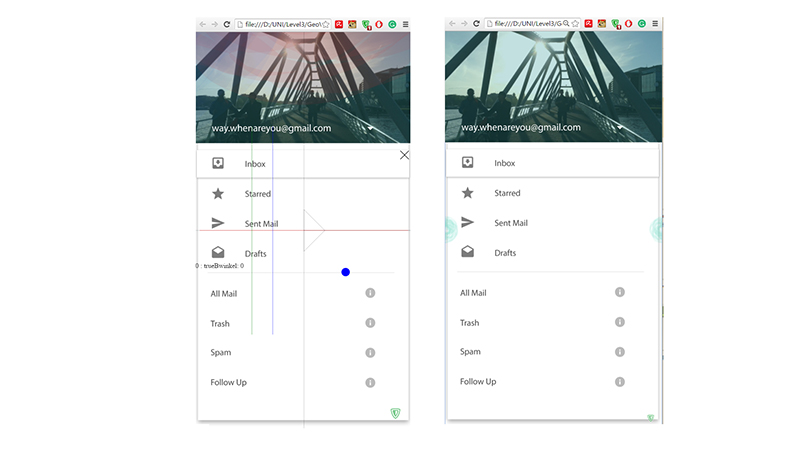 file:///D:/UNI/Level3/Geo\
way.whenareyou@gmail.com
Inbox
Starred
Sent Mail
Drafts
0 : trueBwinkel: 0
All Mail
Trash
Spam
Follow Up
file:///D:/UNI/Level3/G
way.whenareyou@gmail.com
Inbox
Starred
Sent Mail
Drafts
All Mail
Trash
Spam
Follow Up